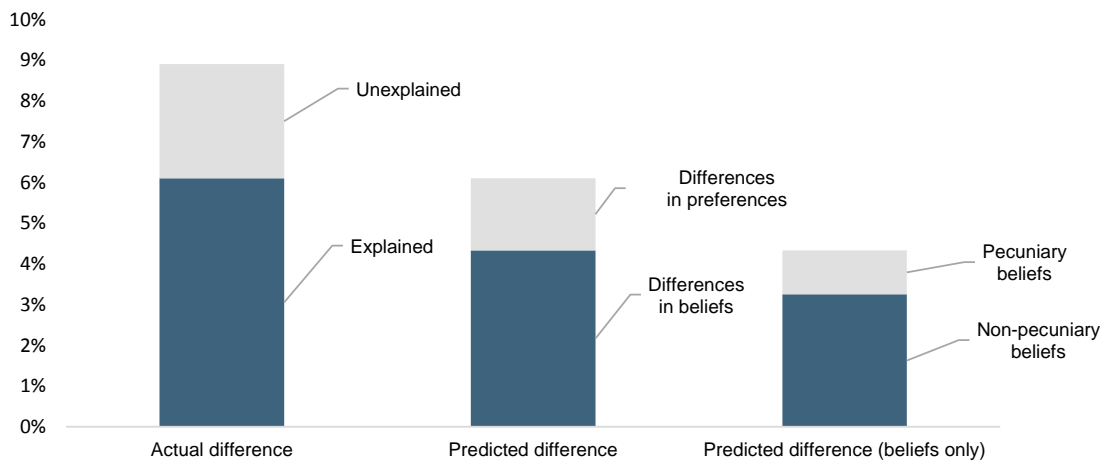 10%
9%
8%
7%
6%
5%
4%
3%
2%
1%
0%
Unexplained
Explained
Differences
in preferences
Differences
in beliefs
Pecuniary
beliefs
Non-pecuniary
beliefs
Actual difference
Predicted difference
Predicted difference (beliefs only)